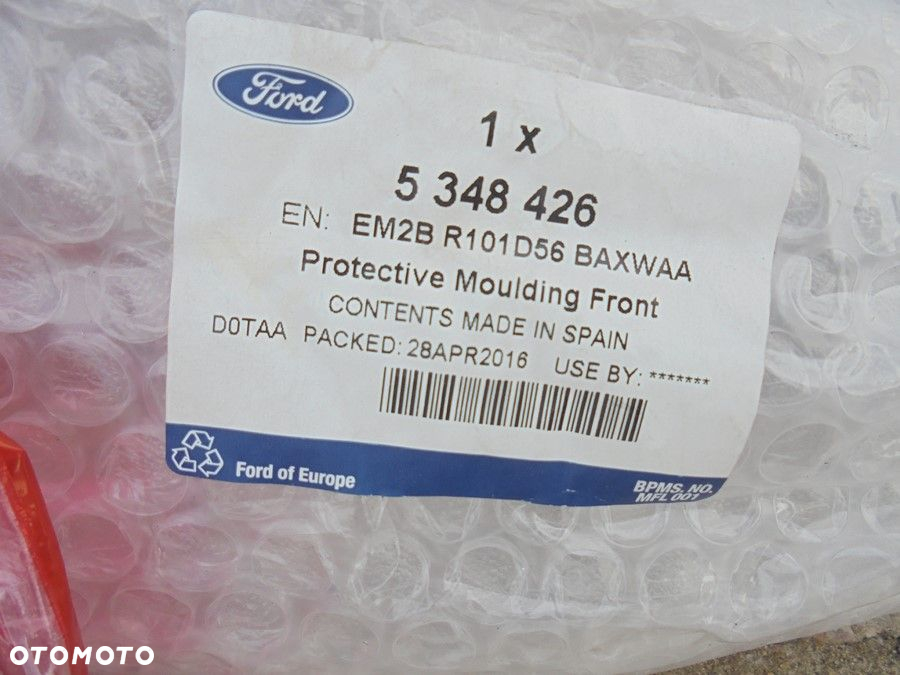 Ford
1 x
5 348 426
EN: EM2B R101D56 BAXWAA
Protective Moulding Front
CONTENTS MADE IN SPAIN
D0TAA PACKED: 28APR2016 USE BY: *******
Ford of Europe
BPMS. NO.
MFL 001
OTOMOTO